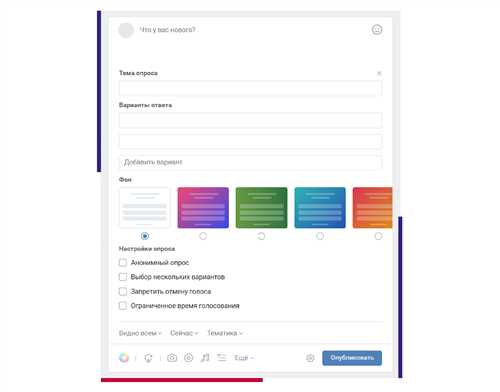 Что у вас нового?
Тема опроса
Варианты ответа
Добавить вариант
Фон
Настройки опроса
Анонимный опрос
Выбор нескольких вариантов
Запретить отмену голоса
Ограниченное время голосования
Видно всем Сейчас Тематика
Ещё Опубликовать